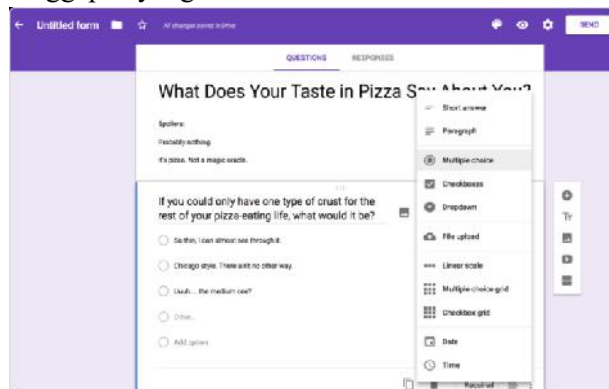 Untitled form
All changes saved in Drive
SEND
QUESTIONS RESPONSES
What Does Your Taste in Pizza Say About You?
Spoilers:
Probably nothing.
It's pizza. Not a magic oracle.
If you could only have one type of crust for the
rest of your pizza-eating life, what would it be?
So thin, I can almost see through it.
Chicago style. There ain't no other way.
Uuuh... the medium one?
Other...
Add option
Short answer
Paragraph
Multiple choice
Checkboxes
Dropdown
File upload
Linear scale
Multiple choice grid
Checkbox grid
Date
Time
Required
Tr